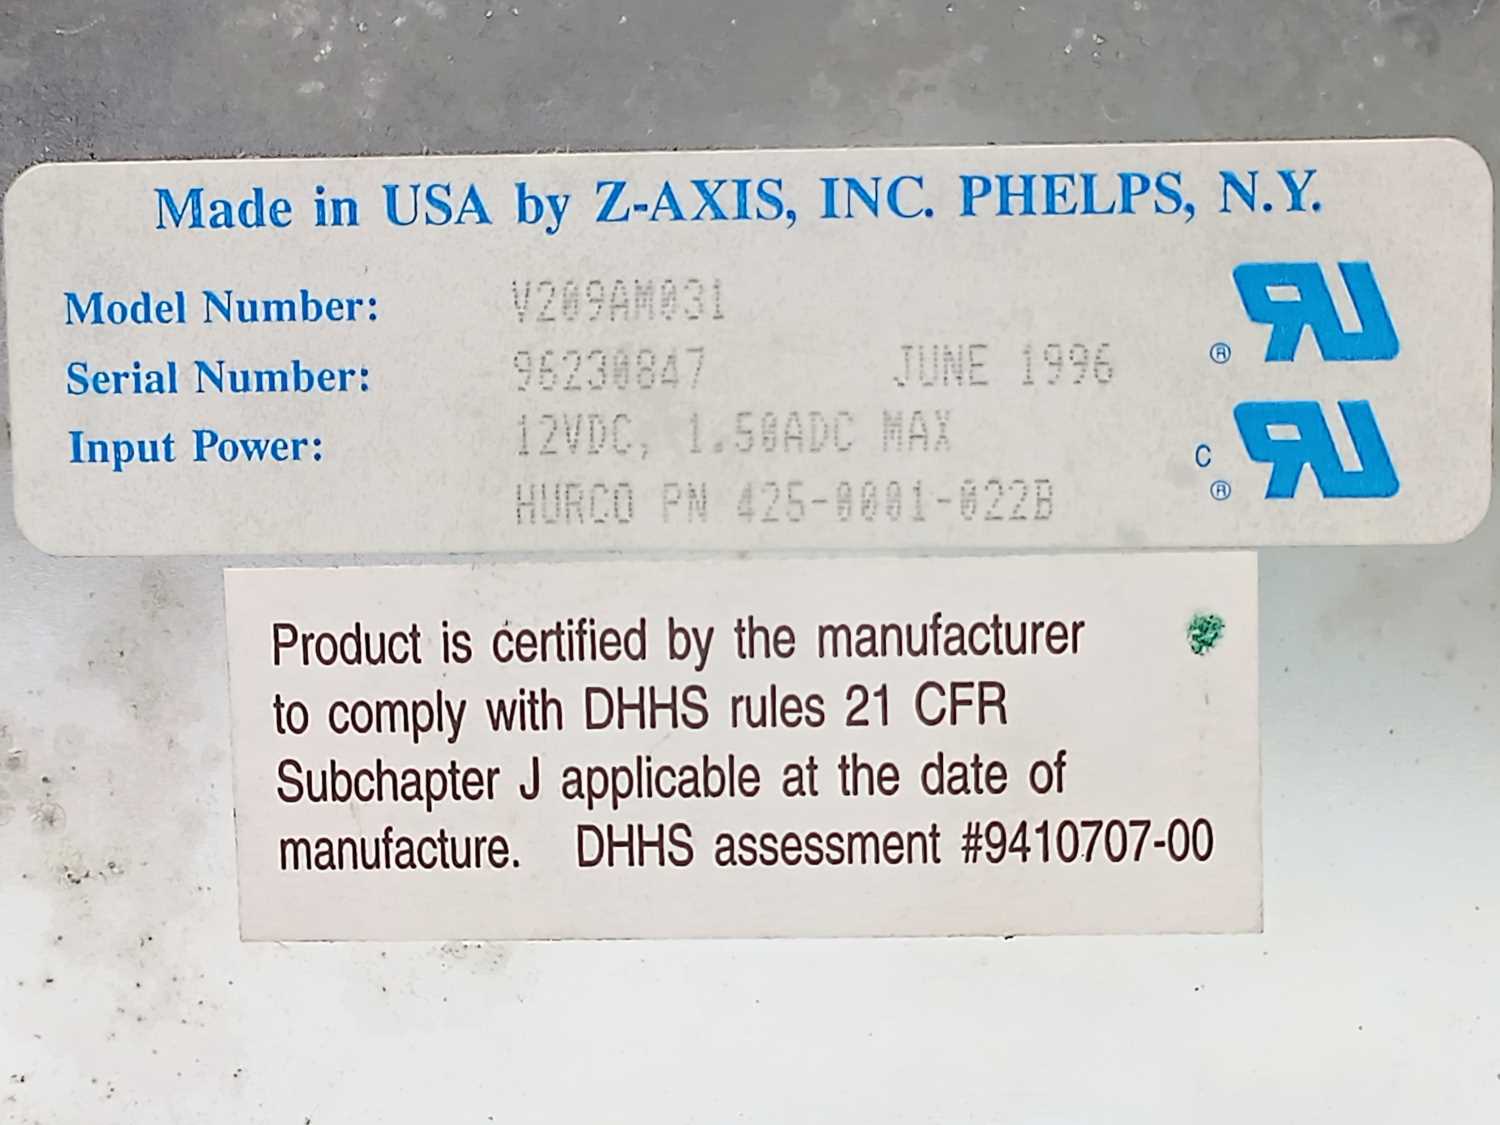 Made in USA by Z-AXIS, INC. PHELPS, N.Y.
Model Number: V209AM031
Serial Number: 96230847 JUNE 1996
Input Power: 12VDC, 1.50ADC MAX
HURCO PN 425-0001-022B
UR ®
C UR ®
Product is certified by the manufacturer
to comply with DHHS rules 21 CFR
Subchapter J applicable at the date of
manufacture. DHHS assessment #9410707-00